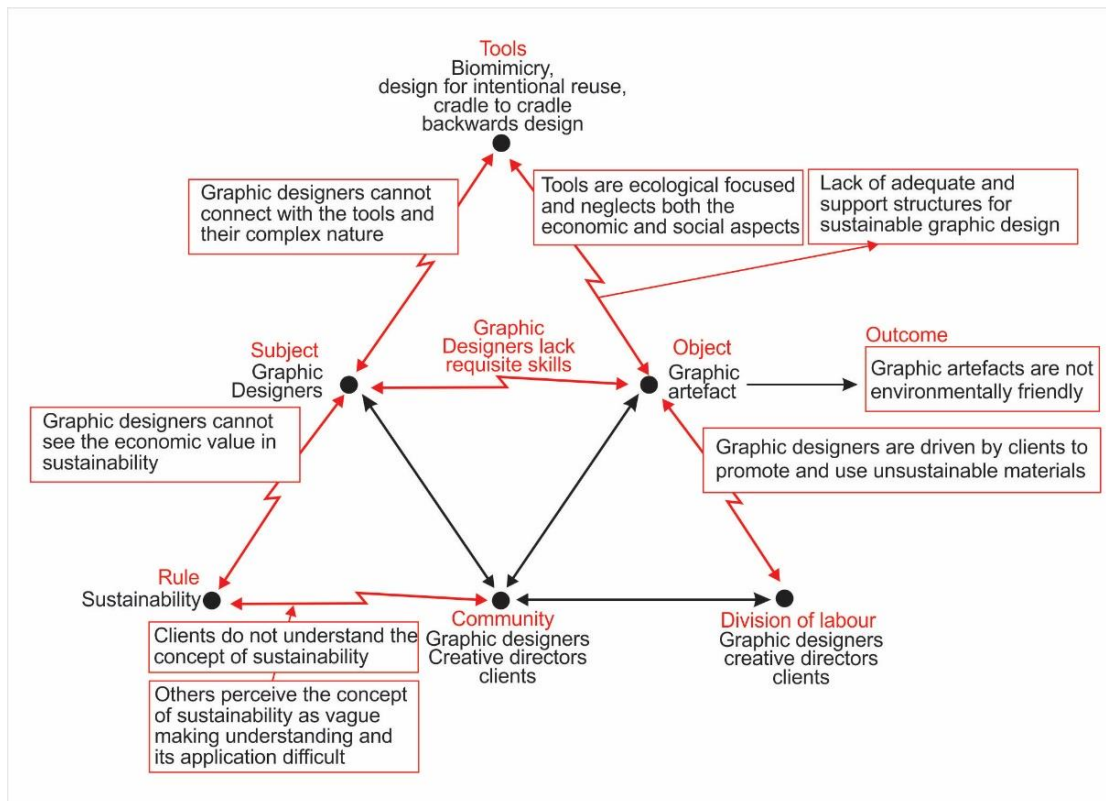 Tools
Biomimicry,
design for intentional reuse,
cradle to cradle
backwards design
Graphic designers cannot
connect with the tools and
their complex nature
Tools are ecological focused
and neglects both the
economic and social aspects
Lack of adequate and
support structures for
sustainable graphic design
Subject
Graphic
Designers
Graphic
Designers lack
requisite skills
Object
Graphic
artefact
Outcome
Graphic artefacts are not
environmentally friendly
Graphic designers cannot
see the economic value in
sustainability
Graphic designers are driven by clients to
promote and use unsustainable materials
Rule
Sustainability
Clients do not understand the
concept of sustainability
Others perceive the concept
of sustainability as vague
making understanding and
its application difficult
Community
Graphic designers
Creative directors
clients
Division of labour
Graphic designers
creative directors
clients